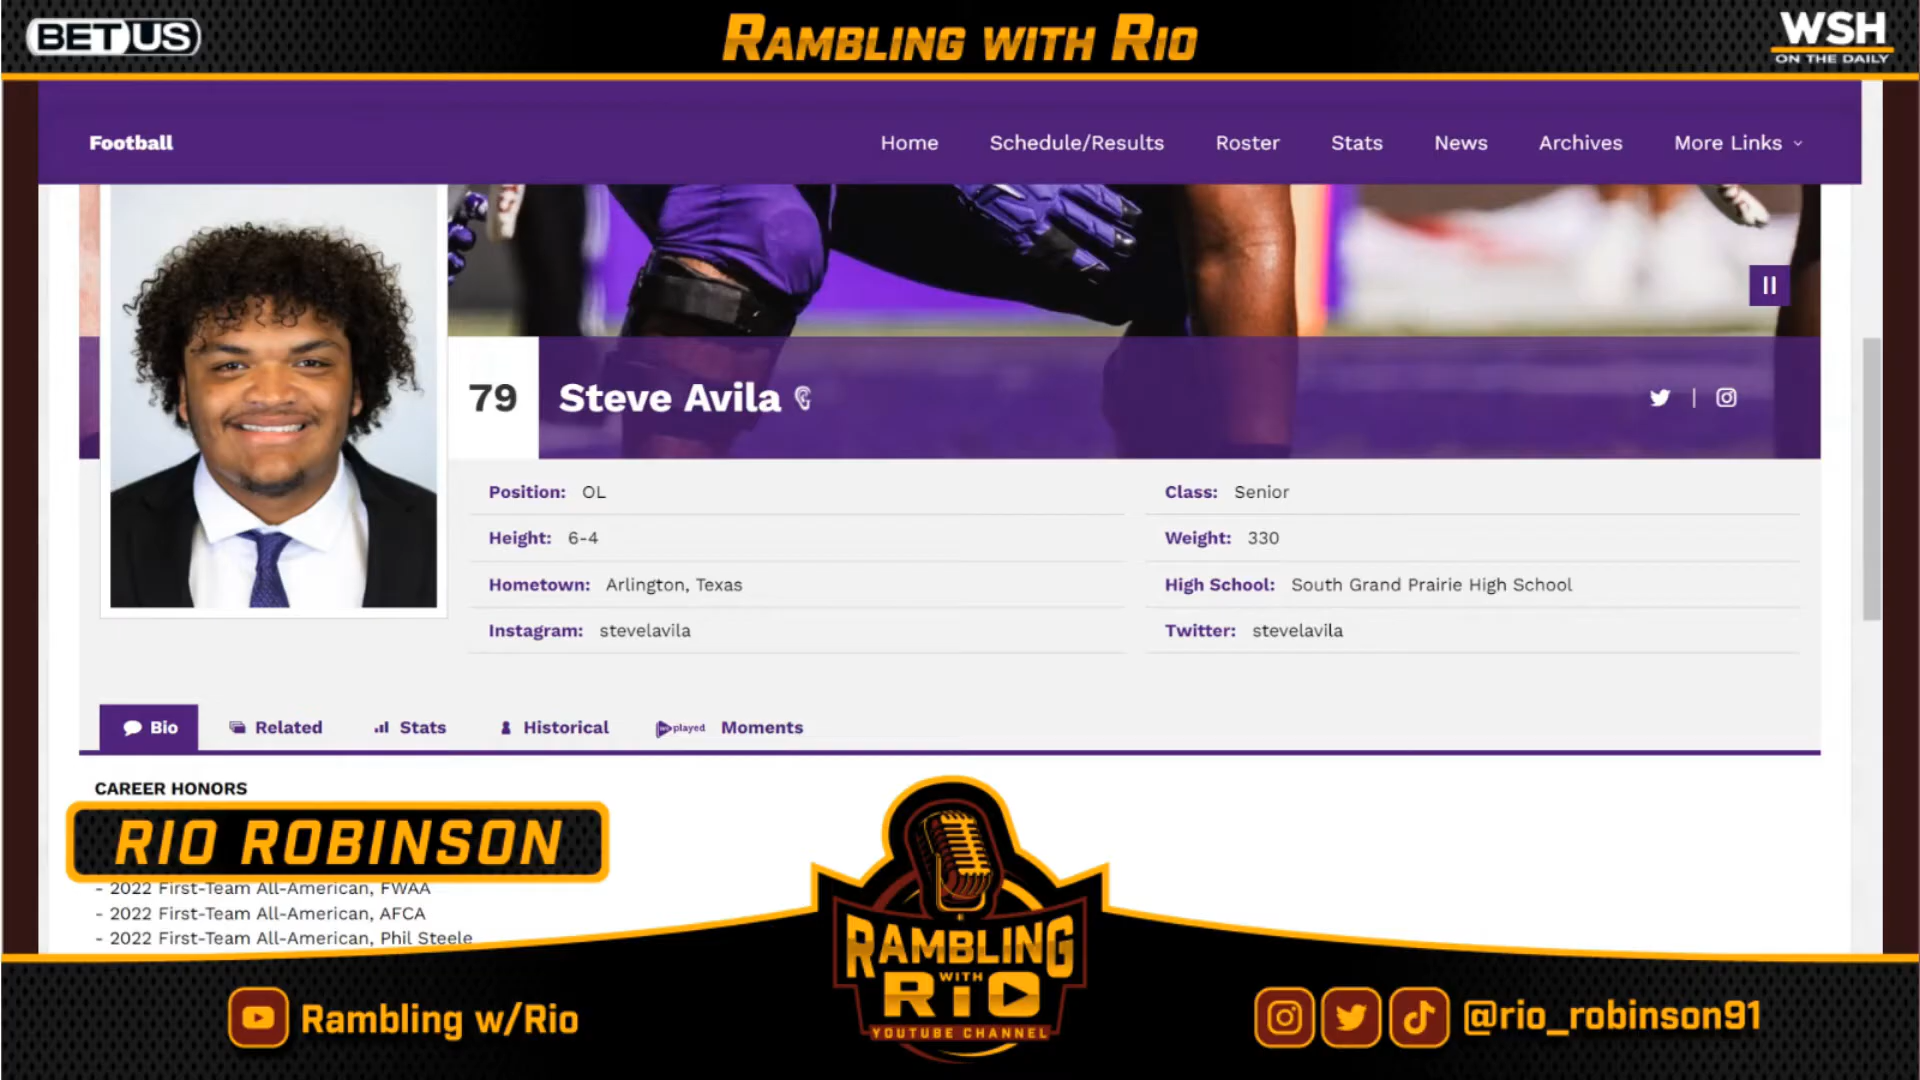 BETUS
RAMBLING WITH RIO
WSH
ON THE DAILY
Football
Home Schedule/Results Roster Stats News Archives More Links
79 Steve Avila
Position: OL Class: Senior
Height: 6-4 Weight: 330
Hometown: Arlington, Texas High School: South Grand Prairie High School
Instagram: stevelavila Twitter: stevelavila
Bio Related Stats Historical played Moments
CAREER HONORS
RIO ROBINSON
- 2022 First-Team All-American, FWAA
- 2022 First-Team All-American, AFCA
- 2022 First-Team All-American, Phil Steele
RAMBLING
WITH
RIO
YOUTUBE CHANNEL
Rambling w/Rio
@rio_robinson91